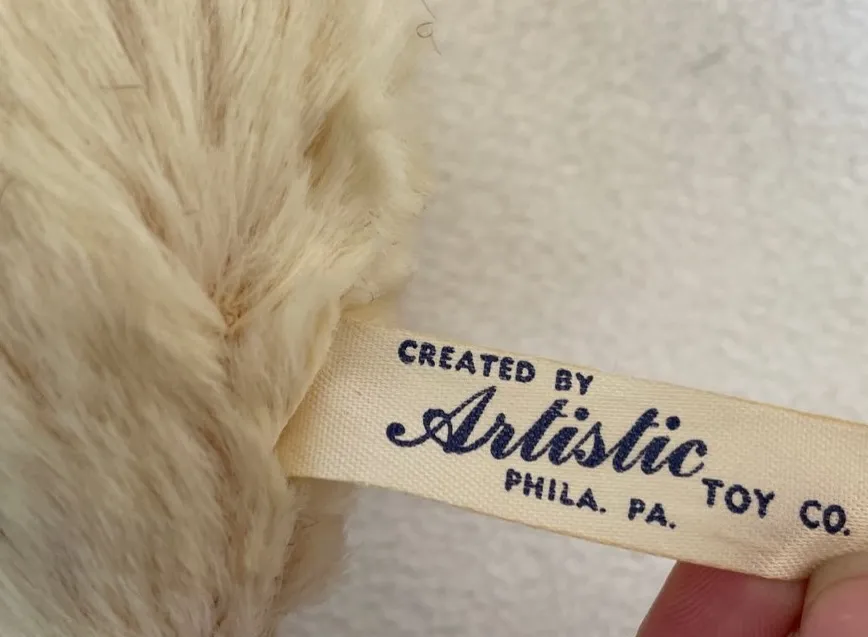 CREATED BY
Artistic TOY CO.
PHILA. PA.